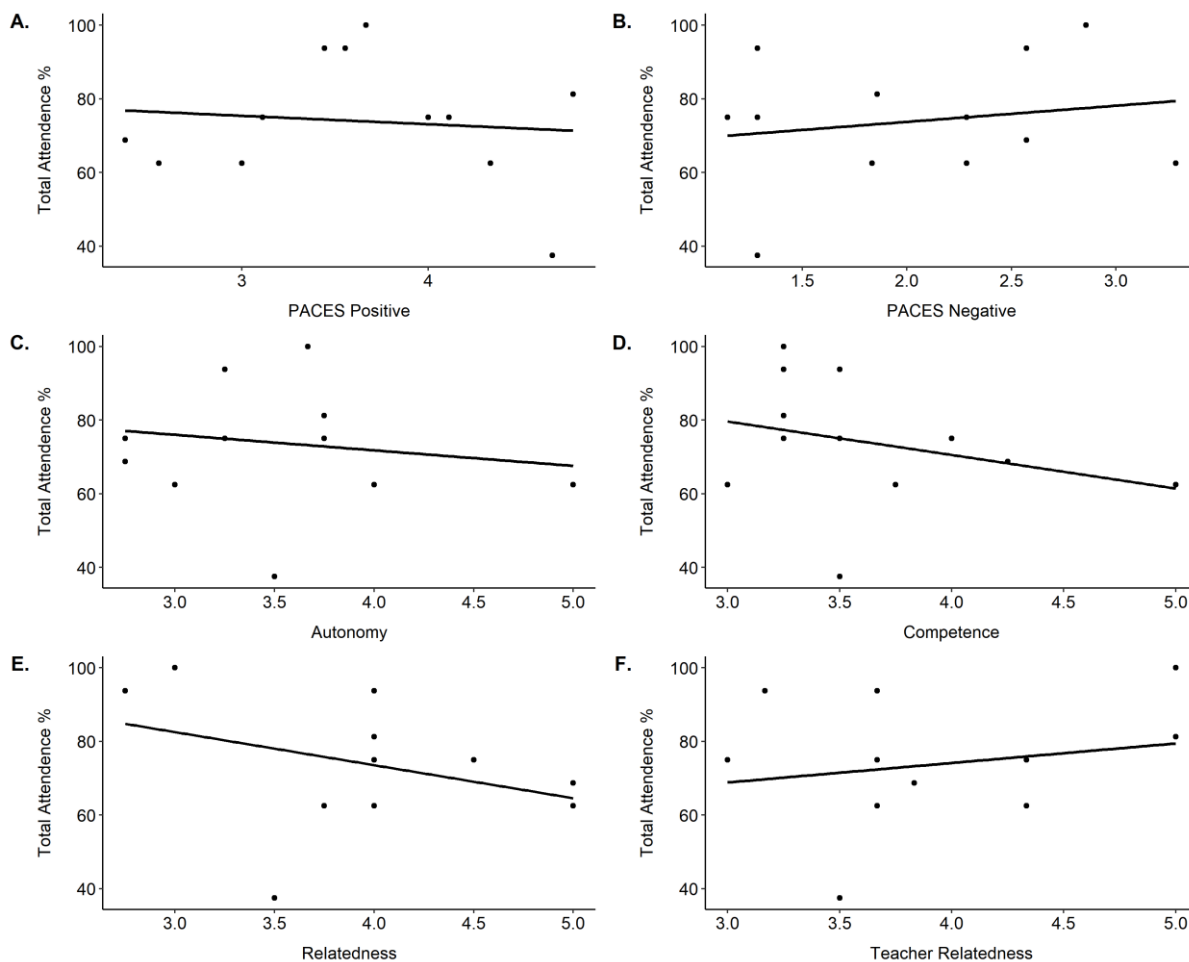 A.
Total Attendence %
100
80
60
40
3 4
PACES Positive
B.
Total Attendence %
100
80
60
40
1.5 2.0 2.5 3.0
PACES Negative
C.
Total Attendence %
100
80
60
40
3.0 3.5 4.0 4.5 5.0
Autonomy
D.
Total Attendence %
100
80
60
40
3.0 3.5 4.0 4.5 5.0
Competence
E.
Total Attendence %
100
80
60
40
3.0 3.5 4.0 4.5 5.0
Relatedness
F.
Total Attendence %
100
80
60
40
3.0 3.5 4.0 4.5 5.0
Teacher Relatedness